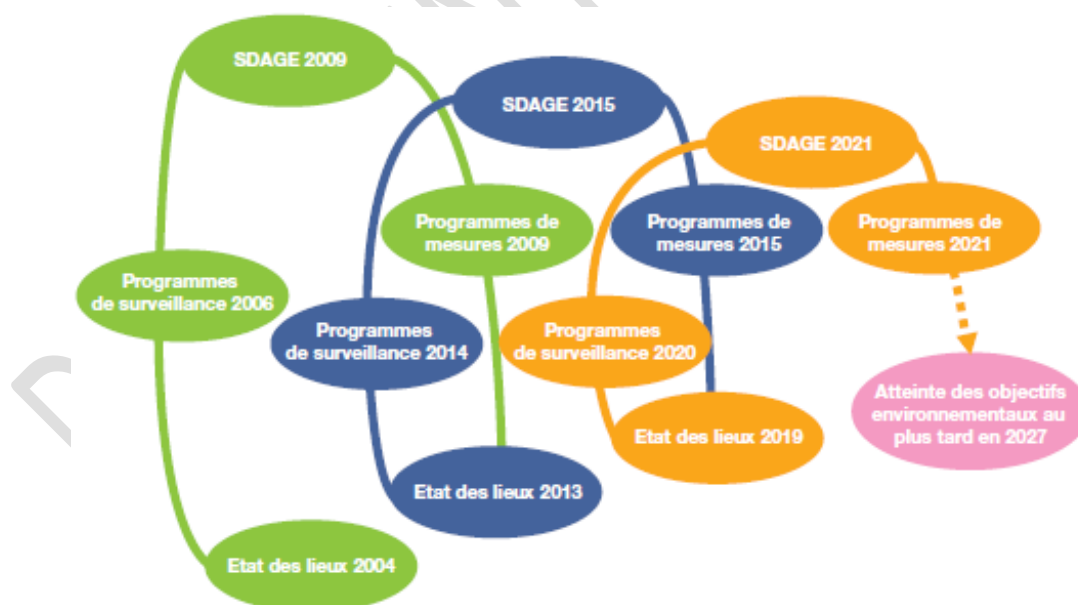 SDAGE 2009
SDAGE 2015
SDAGE 2021
Programmes de
mesures 2009
Programmes de
mesures 2015
Programmes de
mesures 2021
Programmes
de surveillance 2006
Programmes
de surveillance 2014
Programmes
de surveillance 2020
Atteinte des objectifs
environnementaux au
plus tard en 2027
Etat des lieux 2019
Etat des lieux 2013
Etat des lieux 2004